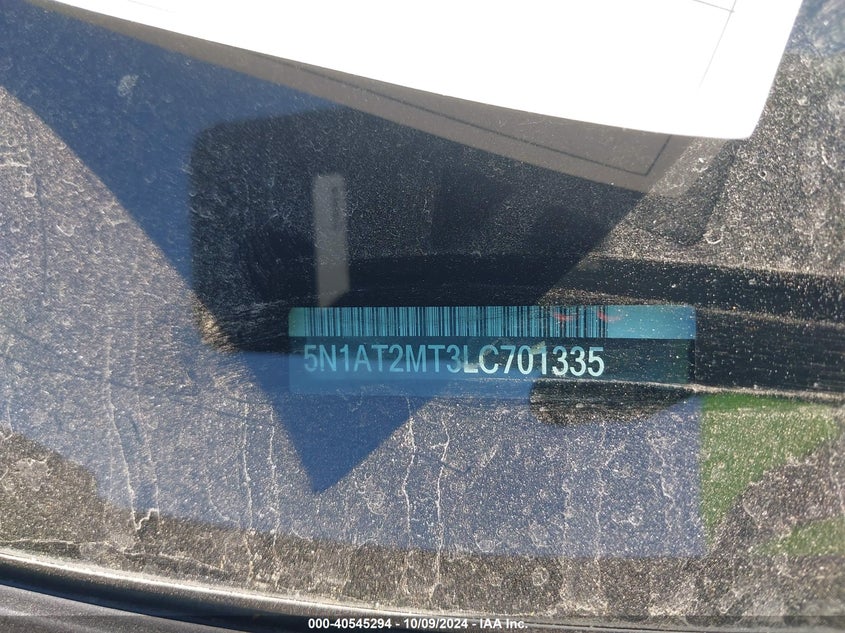 5N1AT2MT3LC701335
000-40545294 - 10/09/2024 - IAA Inc.